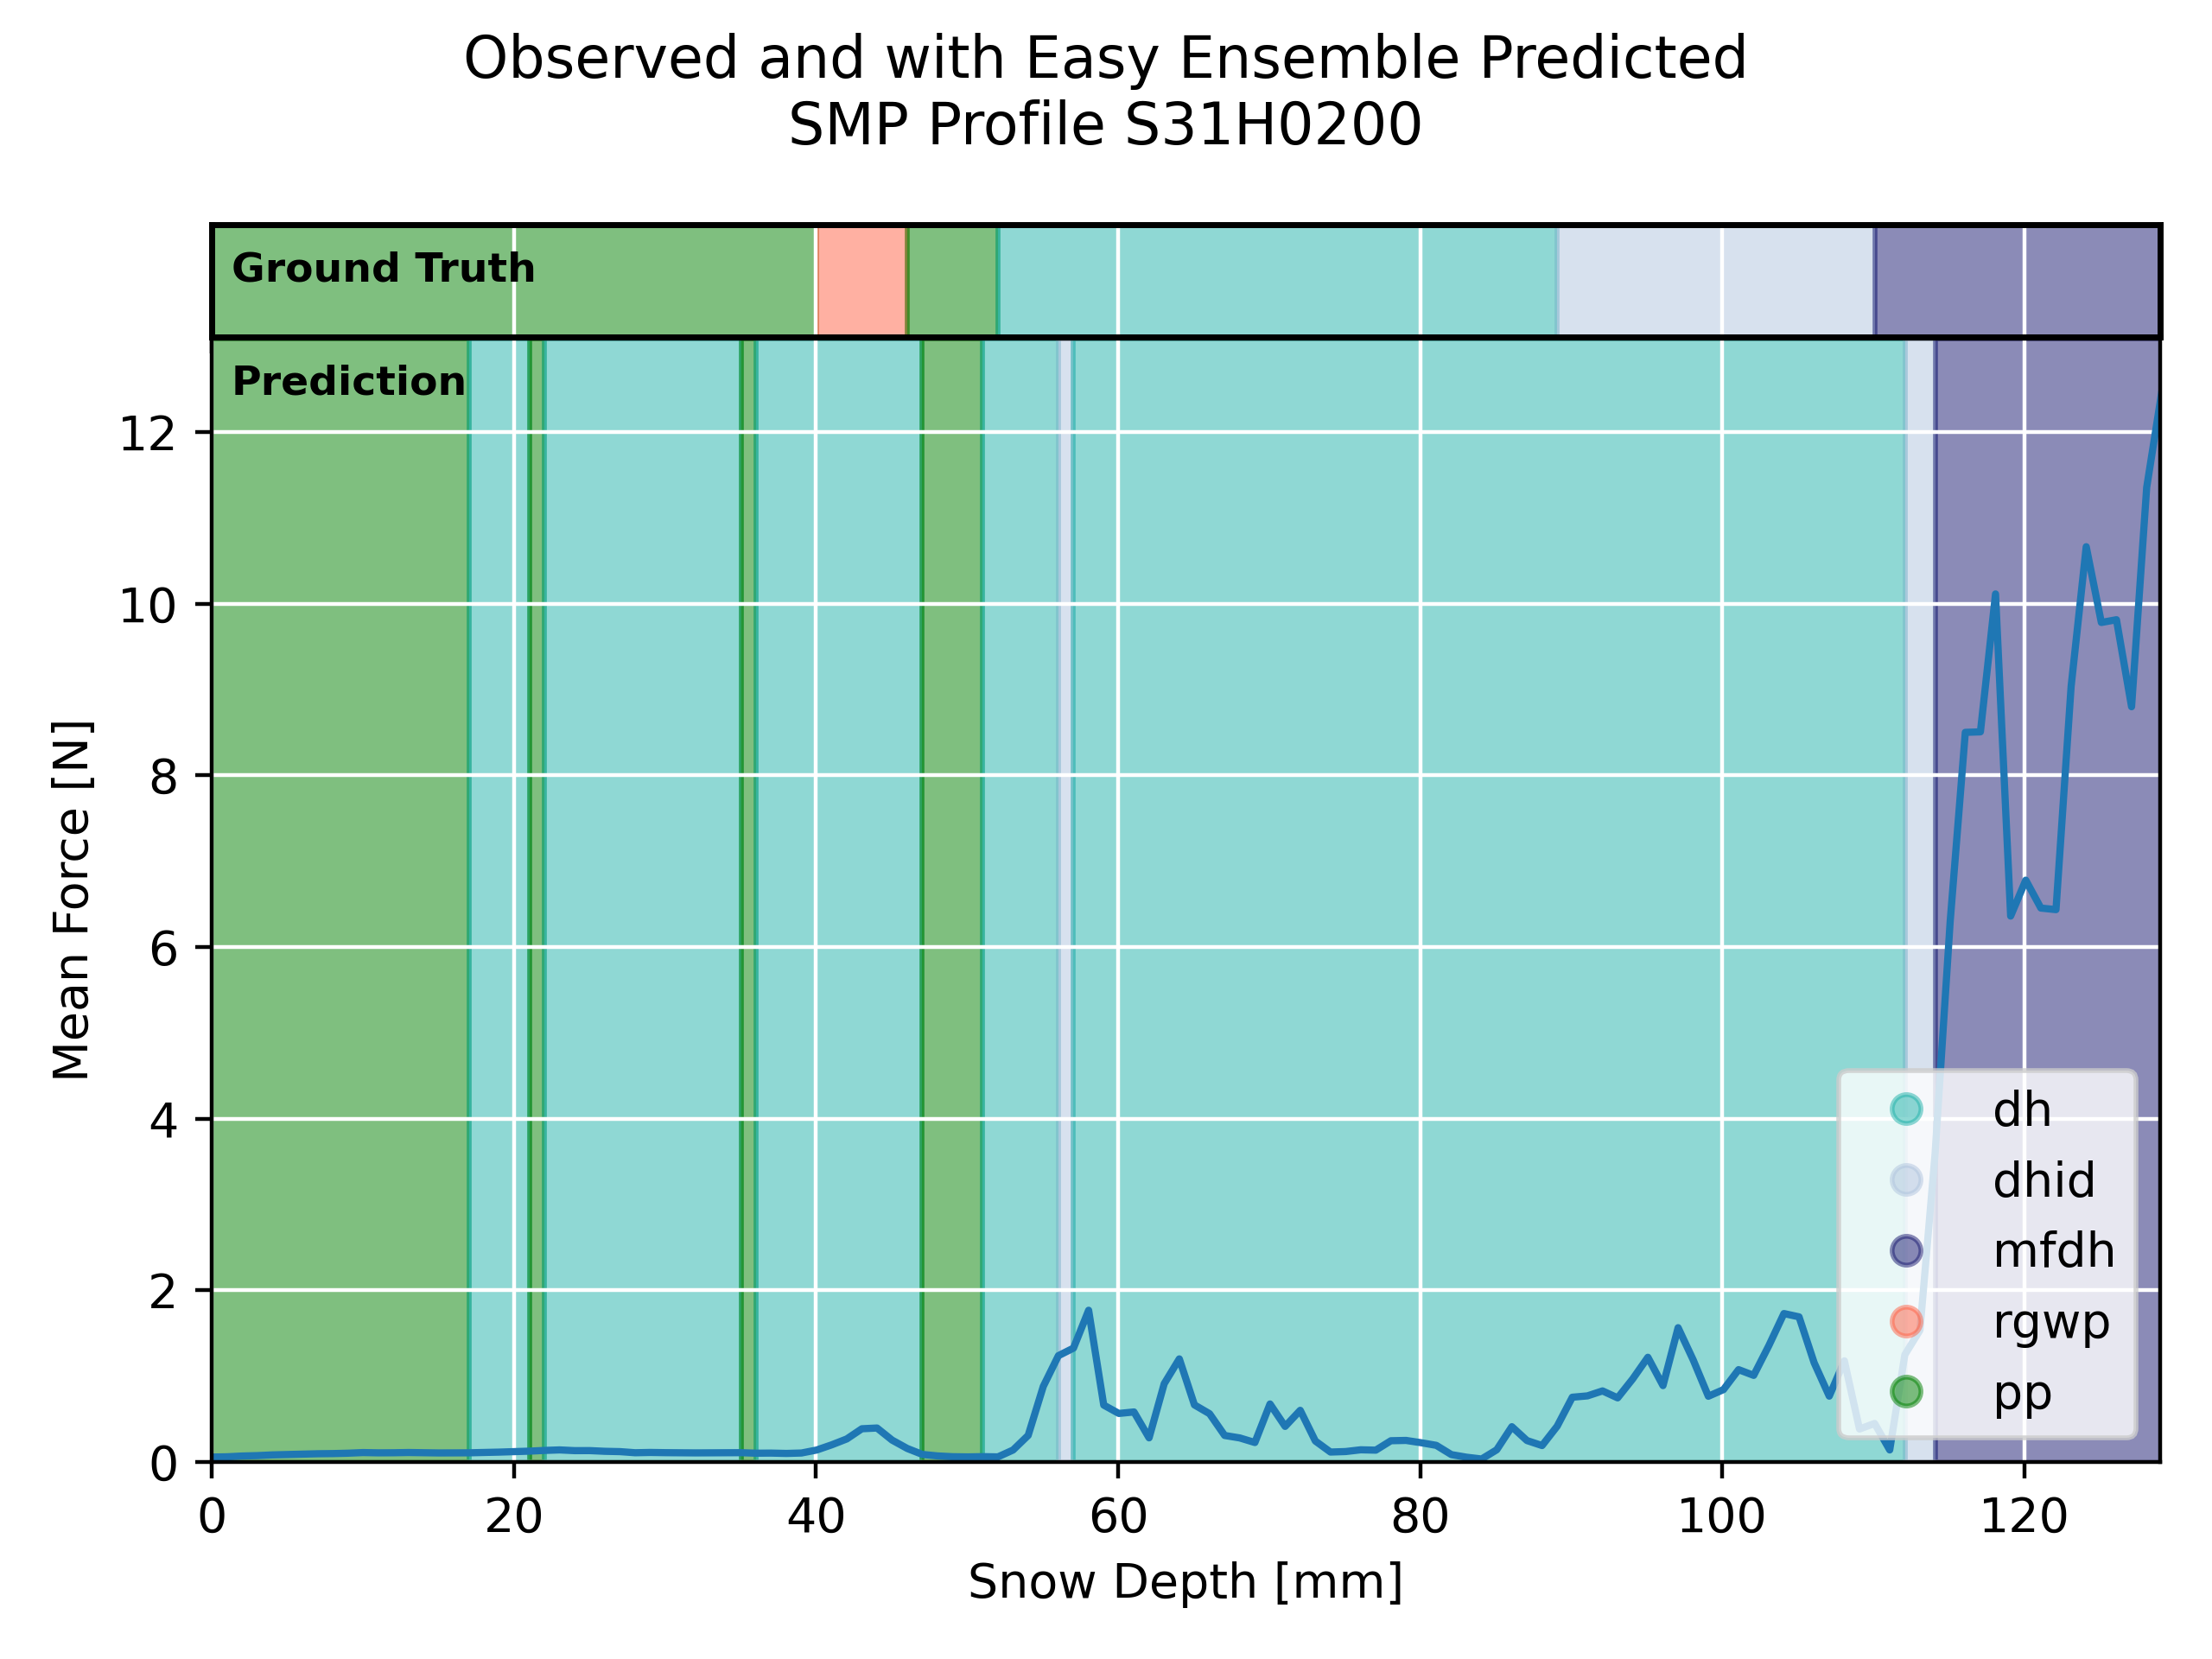 Observed and with Easy Ensemble Predicted
SMP Profile S31H0200
Ground Truth
Prediction
12
10
8
6
4
2
0
Mean Force [N]
dh
dhid
mfdh
rgwp
pp
0 20 40 60 80 100 120
Snow Depth [mm]